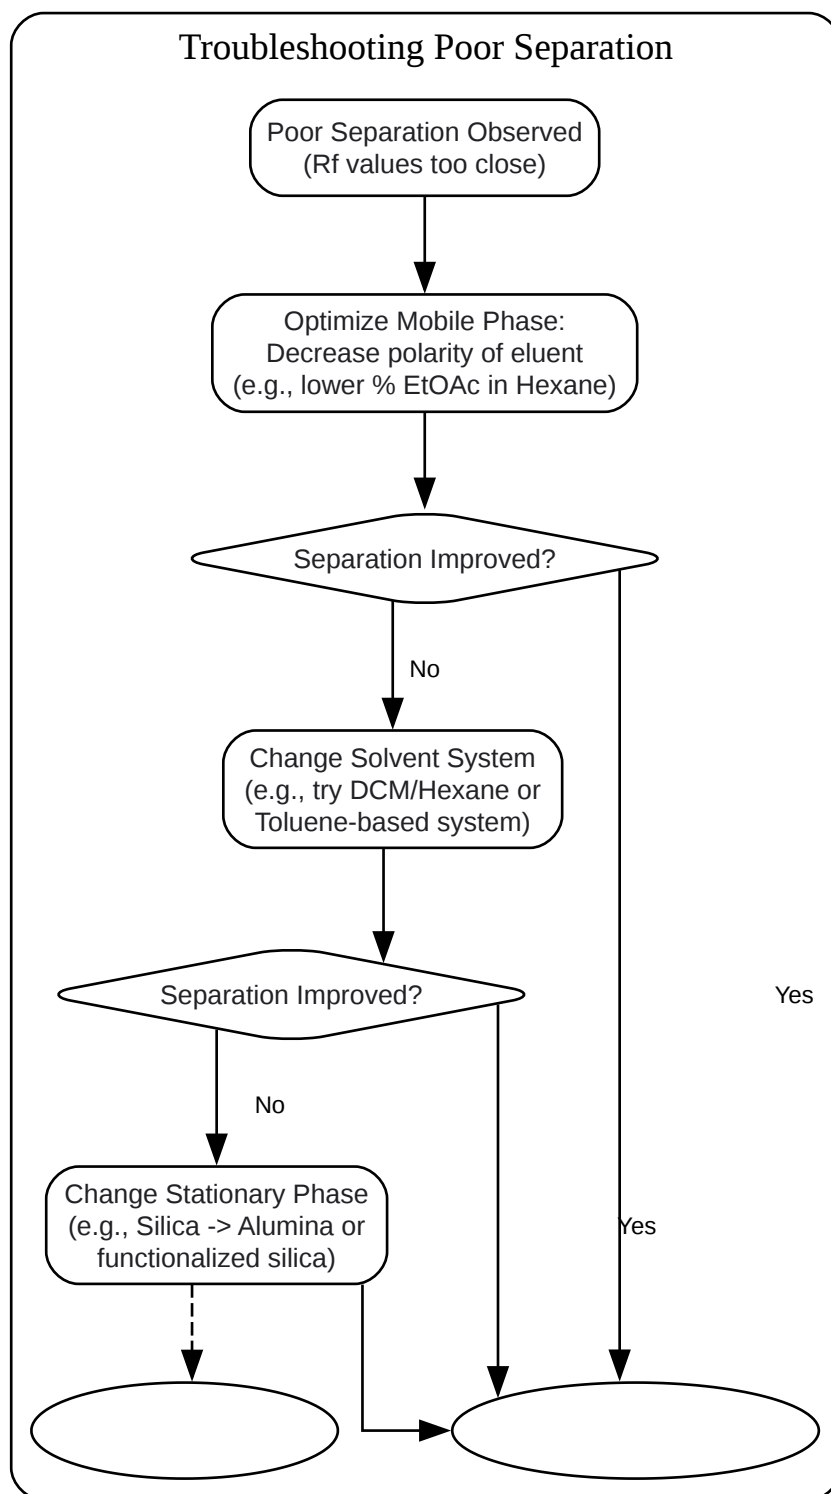 Troubleshooting Poor Separation
Poor Separation Observed
(Rf values too close)
Optimize Mobile Phase:
Decrease polarity of eluent
(e.g., lower % EtOAc in Hexane)
Separation Improved?
No
Change Solvent System
(e.g., try DCM/Hexane or
Toluene-based system)
Separation Improved?
Yes
No
Change Stationary Phase
(e.g., Silica -> Alumina or
functionalized silica)
Yes